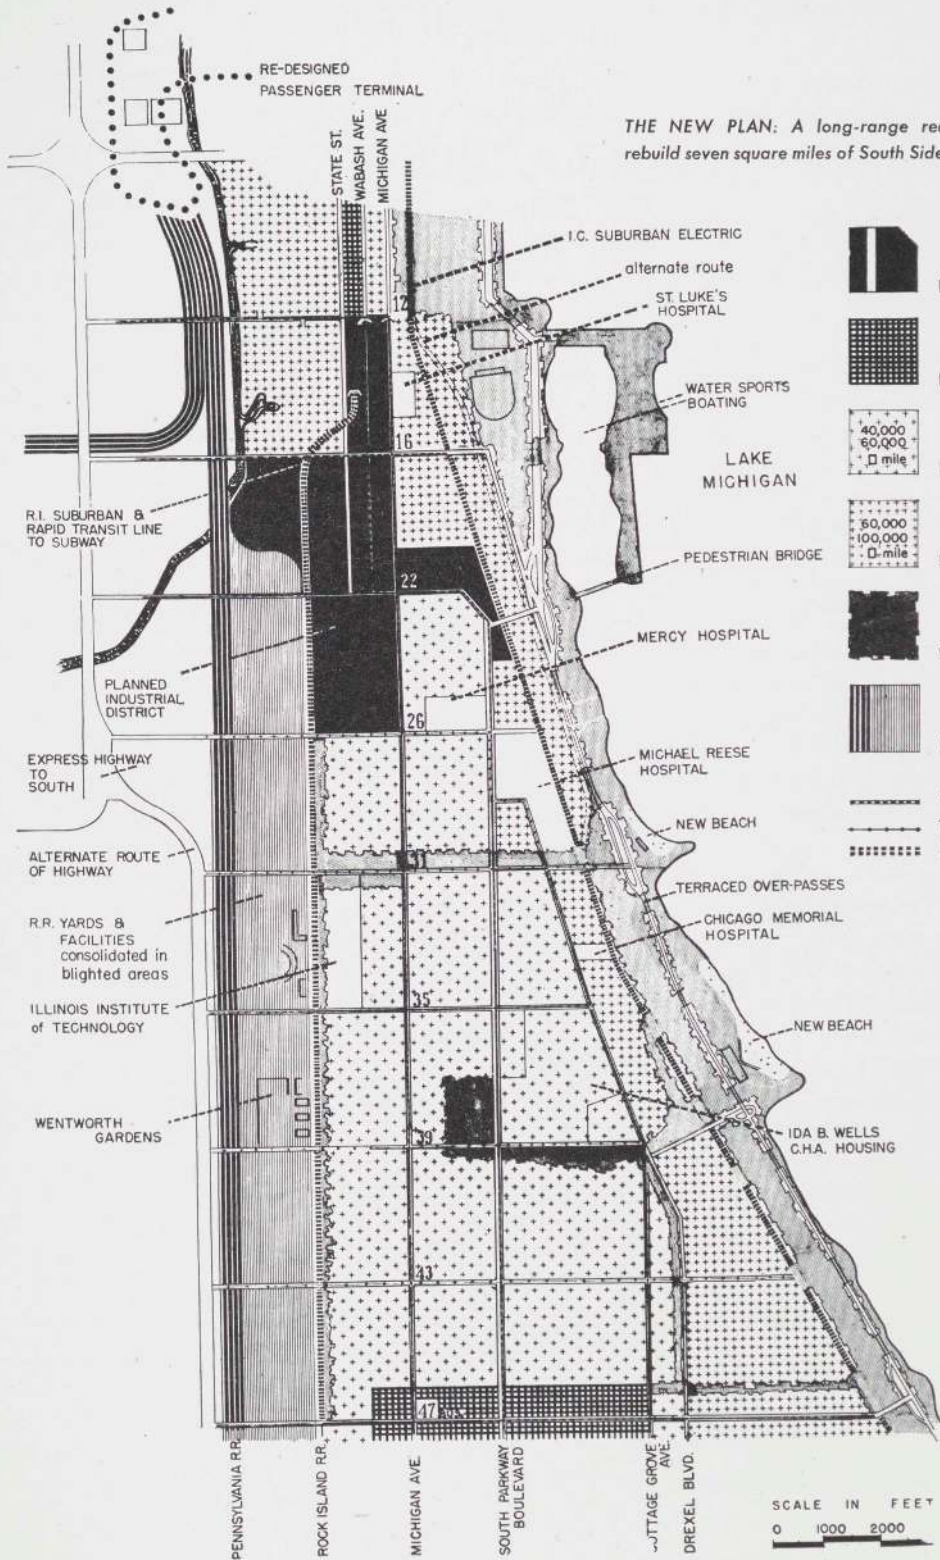 RE-DESIGNED
PASSENGER TERMINAL
THE NEW PLAN: A long-range
rebuild seven square miles of South Side
STATE ST.
WABASH AVE.
MICHIGAN AVE
I.C. SUBURBAN ELECTRIC
alternate route
12
ST. LUKE'S
HOSPITAL
WATER SPORTS
BOATING
40,000
60,000
□ mile
16
LAKE
MICHIGAN
R.I. SUBURBAN &
RAPID TRANSIT LINE
TO SUBWAY
60,000
100,000
□ mile
PEDESTRIAN BRIDGE
22
MERCY HOSPITAL
PLANNED
INDUSTRIAL
DISTRICT
26
EXPRESS HIGHWAY
TO
SOUTH
MICHAEL REESE
HOSPITAL
NEW BEACH
31
ALTERNATE ROUTE
OF HIGHWAY
TERRACED OVER-PASSES
R.R. YARDS &
FACILITIES
consolidated in
blighted areas
CHICAGO MEMORIAL
HOSPITAL
35
ILLINOIS INSTITUTE
of TECHNOLOGY
NEW BEACH
WENTWORTH
GARDENS
39
IDA B. WELLS
C.H.A. HOUSING
43
47
PENNSYLVANIA R.R.
ROCK ISLAND R.R.
MICHIGAN AVE.
SOUTH PARKWAY
BOULEVARD
COTTAGE GROVE
AVE.
DREXEL BLVD.
SCALE IN FEET
0 1000 2000